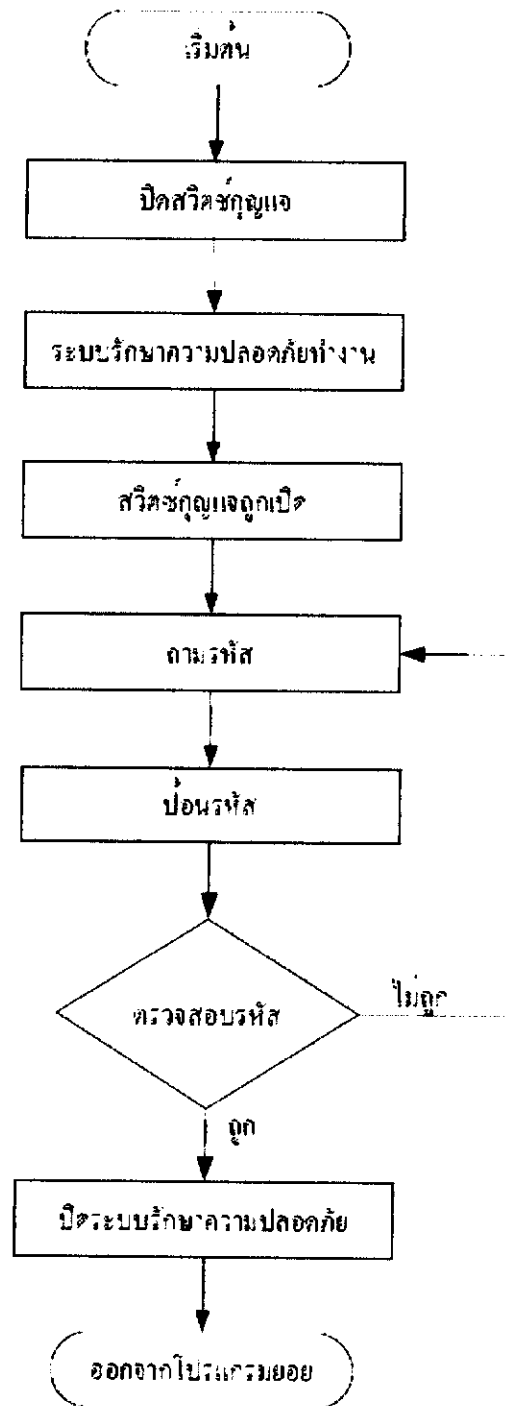 เริ่มต้น
ปิดสวิตช์กุญแจ
ระบบรักษาความปลอดภัยทำงาน
สวิตช์กุญแจถูกเปิด
ถามรหัส
ป้อนรหัส
ตรวจสอบรหัส
ไม่ถูก
ถูก
ปิดระบบรักษาความปลอดภัย
ออกจากโปรแกรมย่อย